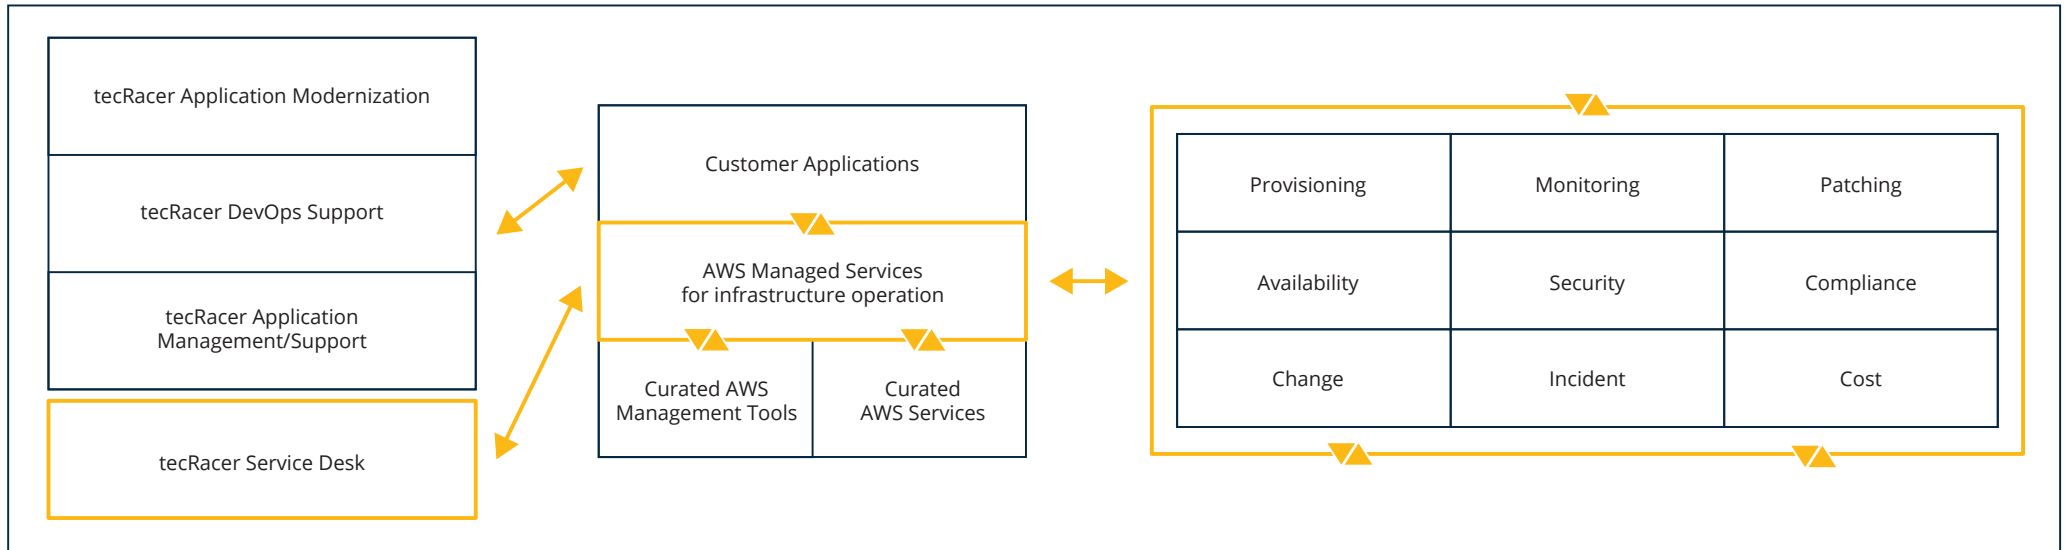 tecRacer Application Modernization
tecRacer DevOps Support
tecRacer Application
Management/Support
tecRacer Service Desk
Customer Applications
AWS Managed Services
for infrastructure operation
Curated AWS
Management Tools
Curated
AWS Services
Provisioning
Monitoring
Patching
Availability
Security
Compliance
Change
Incident
Cost